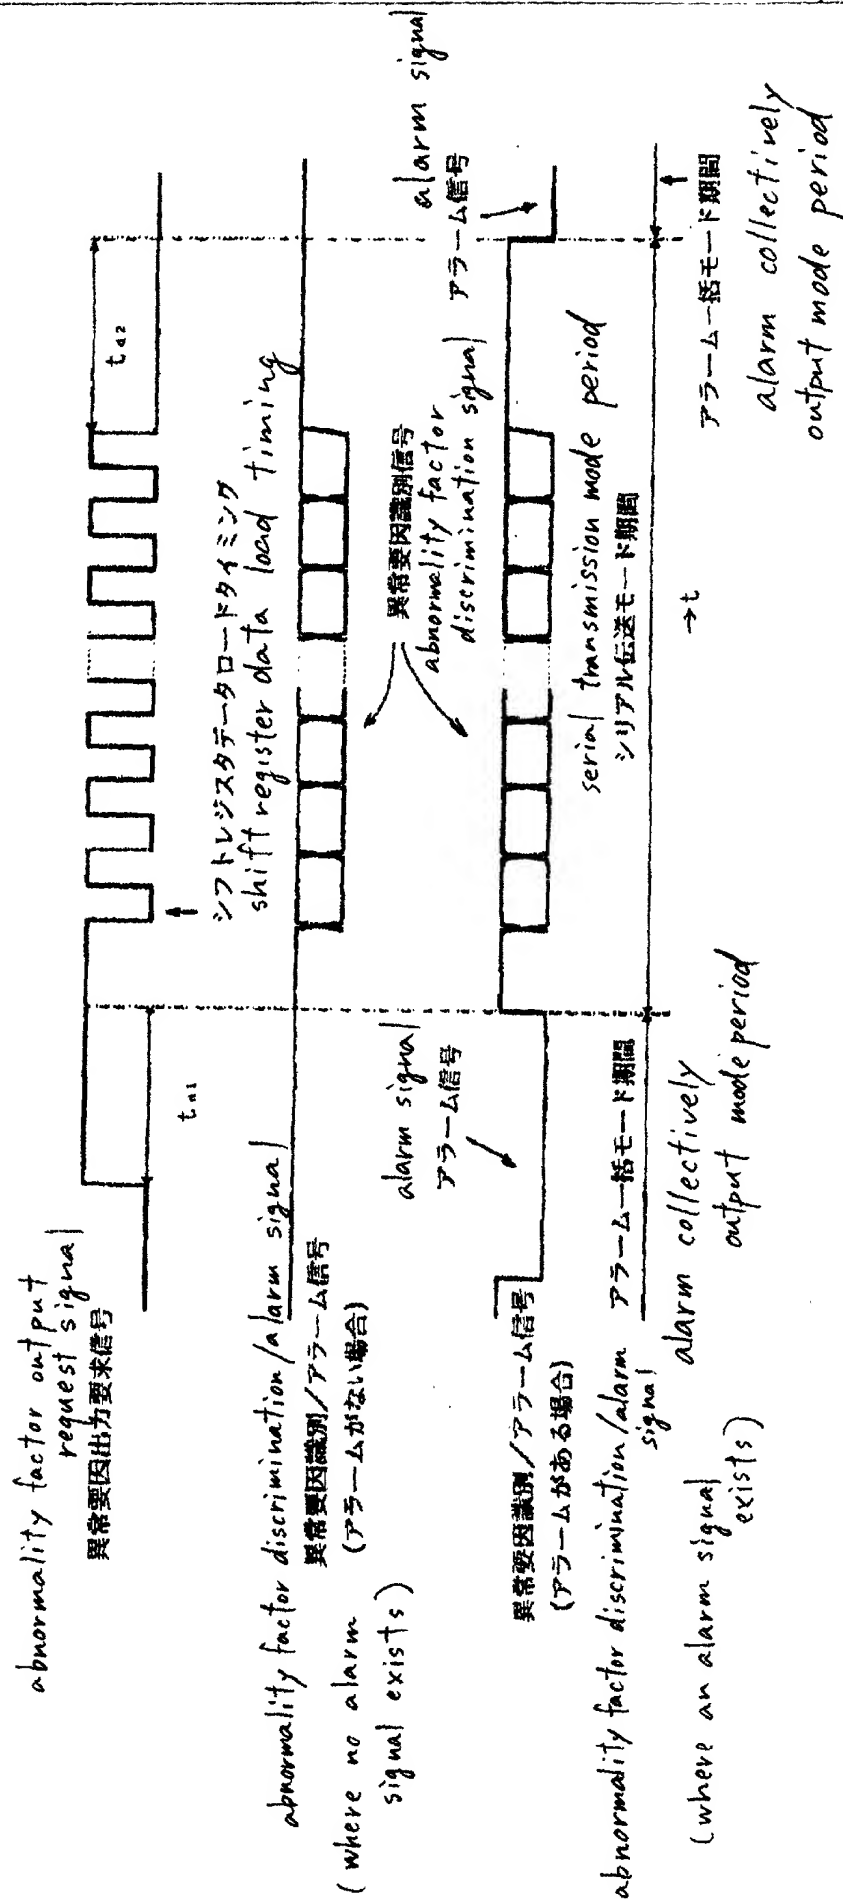 abnormality factor output
request signal
異常要因出力要求信号
t d1
t d2
シフトレジスタデータロードタイミング
shift register data load timing
abnormality factor discrimination/alarm signal
異常要因識別/アラーム信号
(アラームがない場合)
(where no alarm
signal exists)
異常要因識別信号
abnormality factor
discrimination signal
alarm signal
アラーム信号
alarm signal
アラーム信号
異常要因識別/アラーム信号
(アラームがある場合)
abnormality factor discrimination/alarm
signal
(where an alarm signal
exists)
アラーム一括モード期間
alarm collectively
output mode period
serial transmission mode period
シリアル伝送モード期間
→t
アラーム一括モード期間
alarm collectively
output mode period